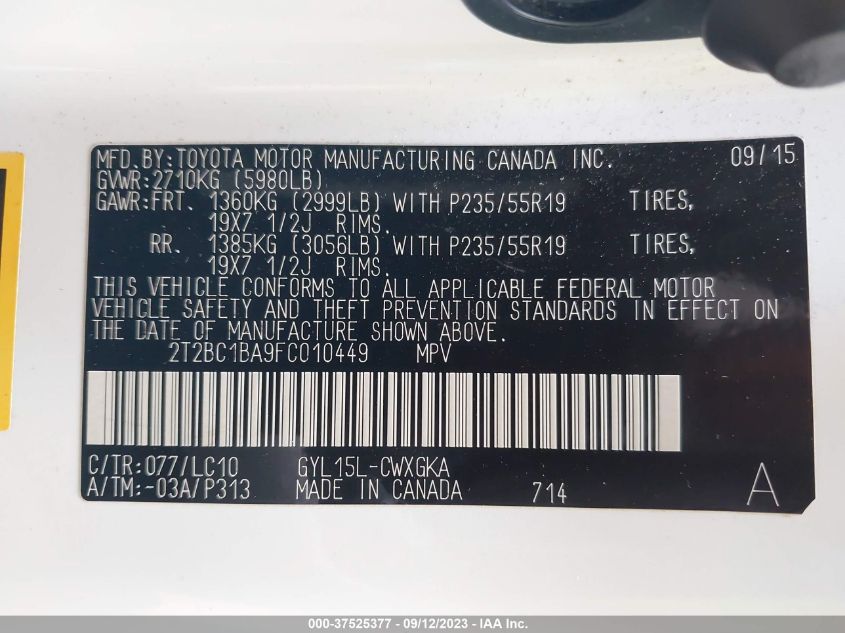 MFD.BY:TOYOTA MOTOR MANUFACTURING CANADA INC. 09/15
GVWR:2710KG (5980LB)
GAWR:FRT. 1360KG (2999LB) WITH P235/55R19 TIRES,
19X7 1/2J RIMS.
RR. 1385KG (3056LB) WITH P235/55R19 TIRES,
19X7 1/2J RIMS.
THIS VEHICLE CONFORMS TO ALL APPLICABLE FEDERAL MOTOR
VEHICLE SAFETY AND THEFT PREVENTION STANDARDS IN EFFECT ON
THE DATE OF MANUFACTURE SHOWN ABOVE.
2T2BC1BA9FC010449 MPV
C/TR:077/LC10 GYL15L-CWXGKA
A/TM:-03A/P313 MADE IN CANADA 714 A
000-37525377 - 09/12/2023 - IAA Inc.